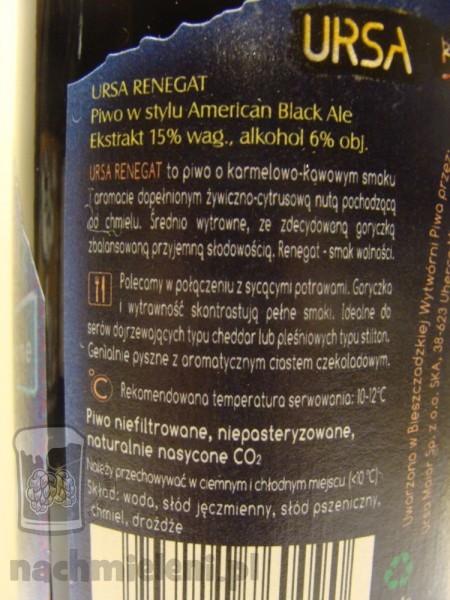 URSA
URSA RENEGAT
Piwo w stylu American Black Ale
Ekstrakt 15% wag., alkohol 6% obj.
URSA RENEGAT to piwo o karmelowo-kawowym smaku
i aromacie dopełnionym żywiczno-cytrusową nutą pochodzącą
od chmielu. Średnio wytrawne, ze zdecydowaną goryczką
zbalansowaną przyjemną słodowością. Renegat - smak wolności.
Polecamy w połączeniu z sycącymi potrawami. Goryczka
i wytrawność skontrastują pełne smaki. Idealne do
serów dojrzewających typu cheddar lub pleśniowych typu stilton.
Genialnie pyszne z aromatycznym ciastem czekoladowym.
°C Rekomendowana temperatura serwowania: 10-12°C
Piwo niefiltrowane, niepasteryzowane,
naturalnie nasycone CO₂
Należy przechowywać w ciemnym i chłodnym miejscu (<10°C)
Skład: woda, słód jęczmienny, słód pszeniczny,
chmiel, drożdże
Uwarzono w Bieszczadzkiej Wytwórni Piwa przez:
Ursa Maior Sp. z o.o. SKA, 38-623 Uherce
nachmieleni.pl